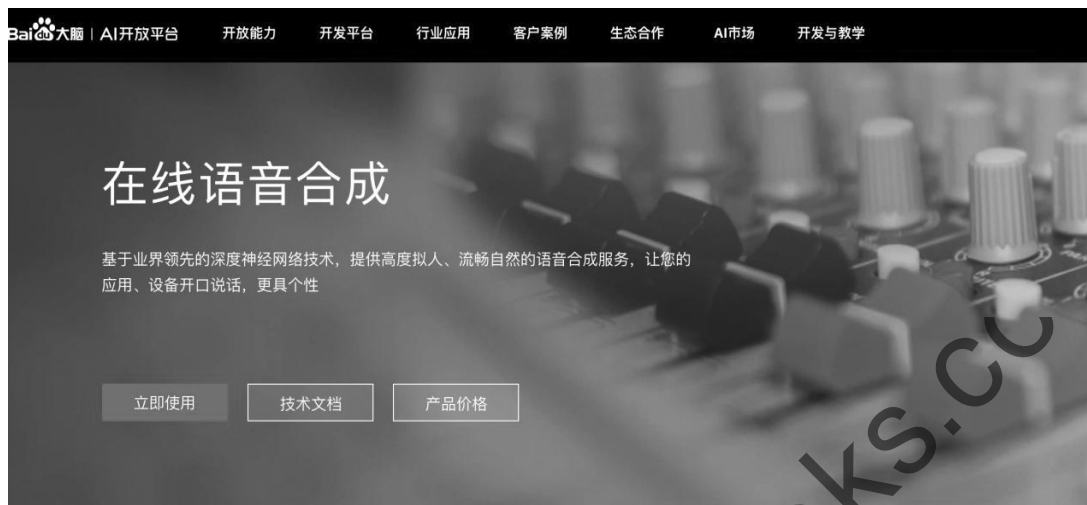 Bai du 大脑 | AI开放平台 开放能力 开发平台 行业应用 客户案例 生态合作 AI市场 开发与教学
在线语音合成
基于业界领先的深度神经网络技术，提供高度拟人、流畅自然的语音合成服务，让您的
应用、设备开口说话，更具个性
立即使用 技术文档 产品价格
ks.cc